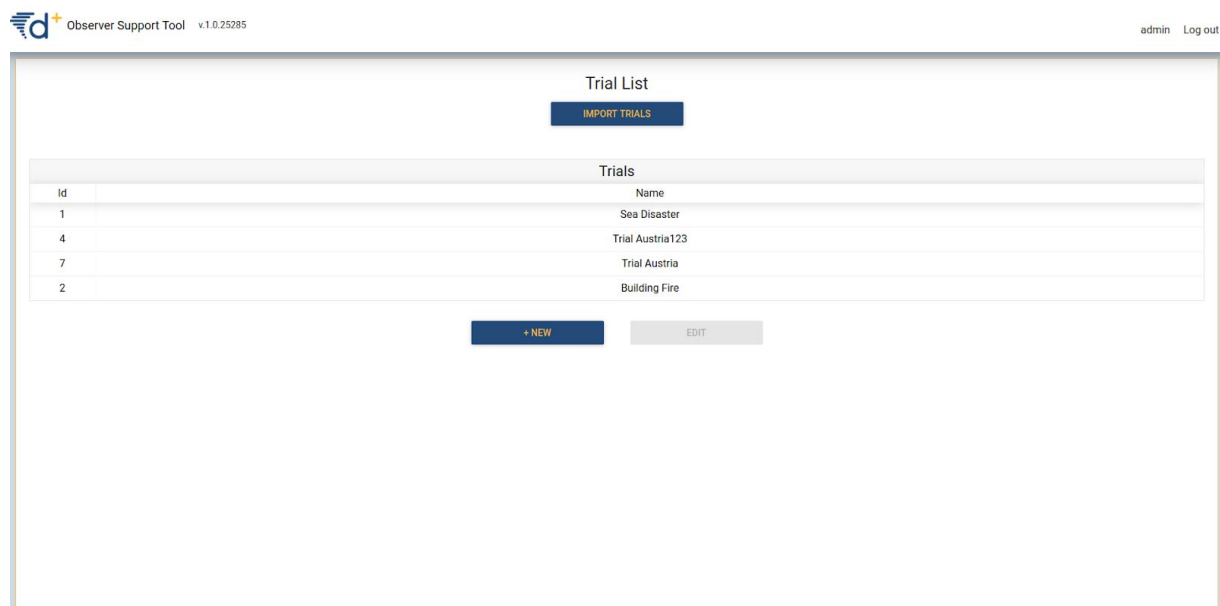 d+ Observer Support Tool v.1.0.25285 admin Log out
Trial List
IMPORT TRIALS
Trials
Id Name
1 Sea Disaster
4 Trial Austria123
7 Trial Austria
2 Building Fire
+ NEW EDIT